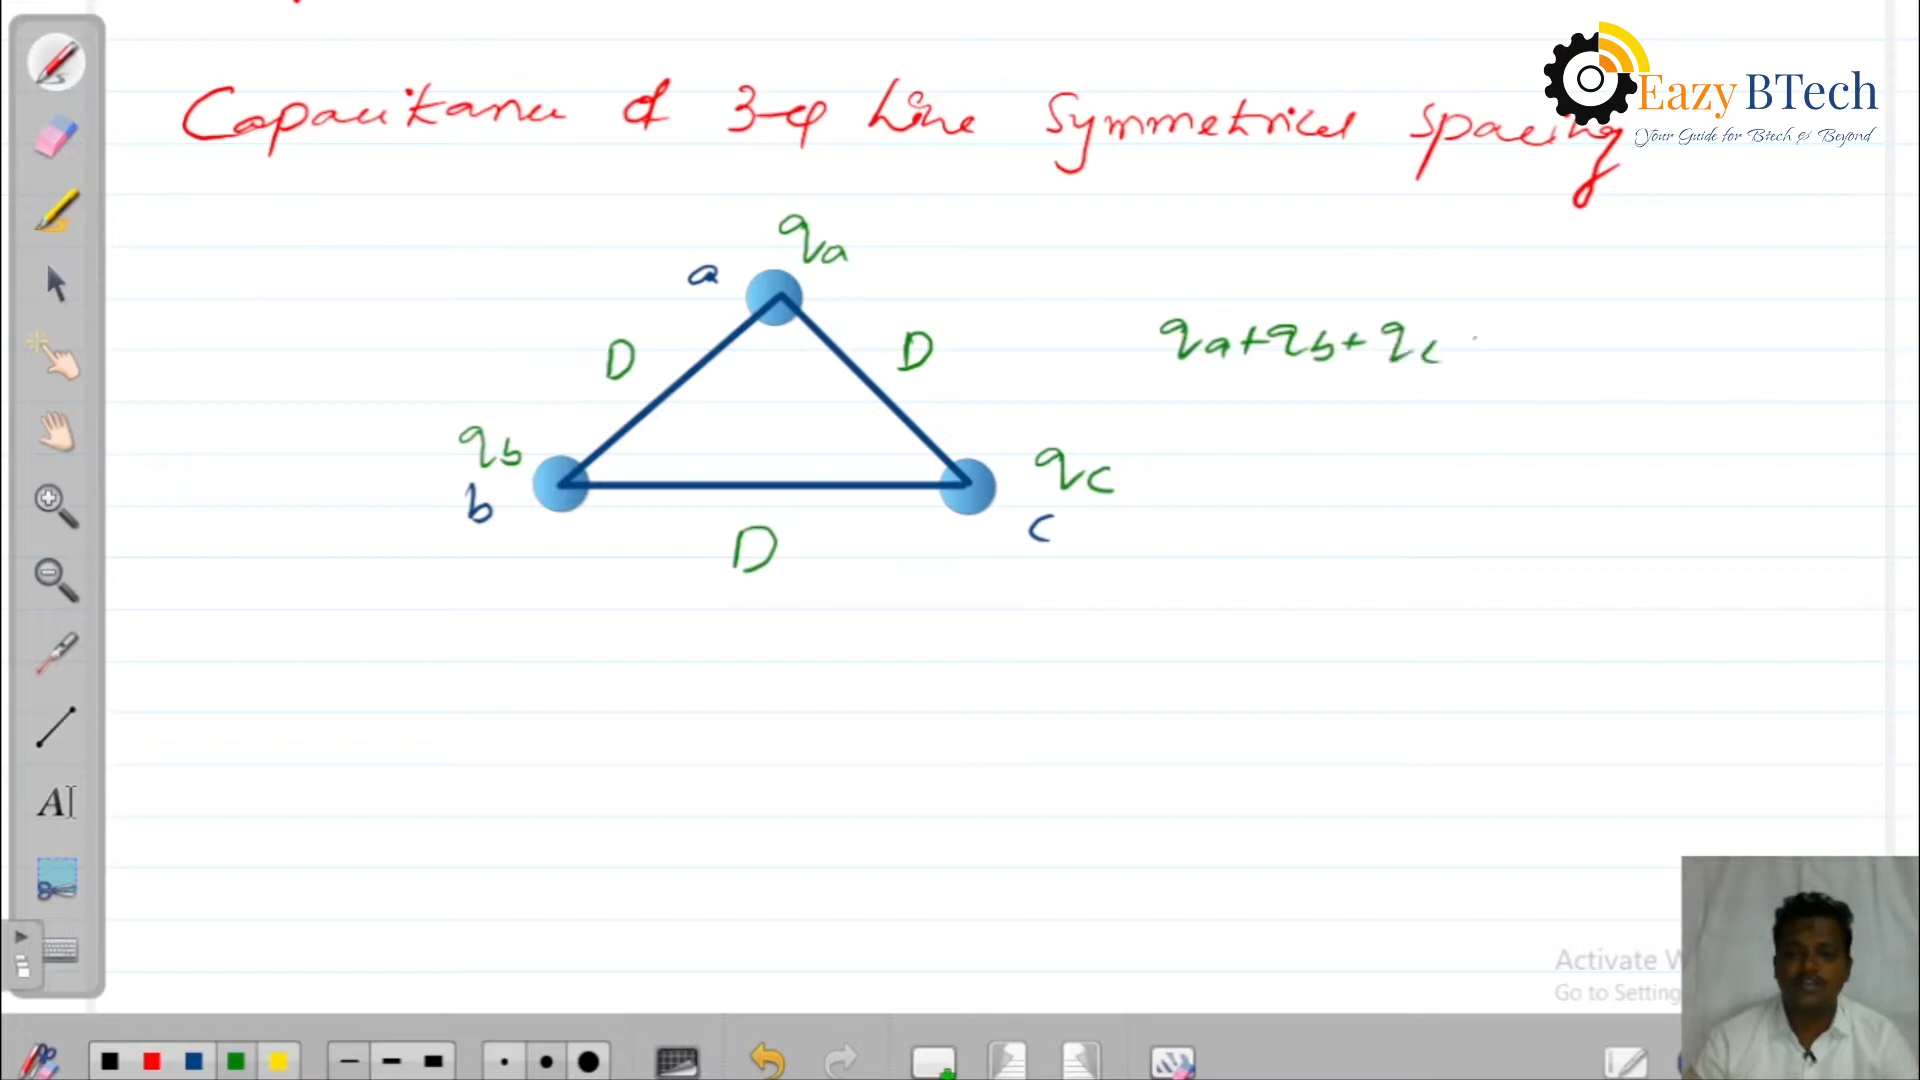 Capacitance of 3-φ line Symmetrical Spacing
Eazy BTech
Your Guide for Btech & Beyond
qa
a
D
D
qa+qb+qc
qb
b
qc
c
D
AI
Activate W
Go to Setting